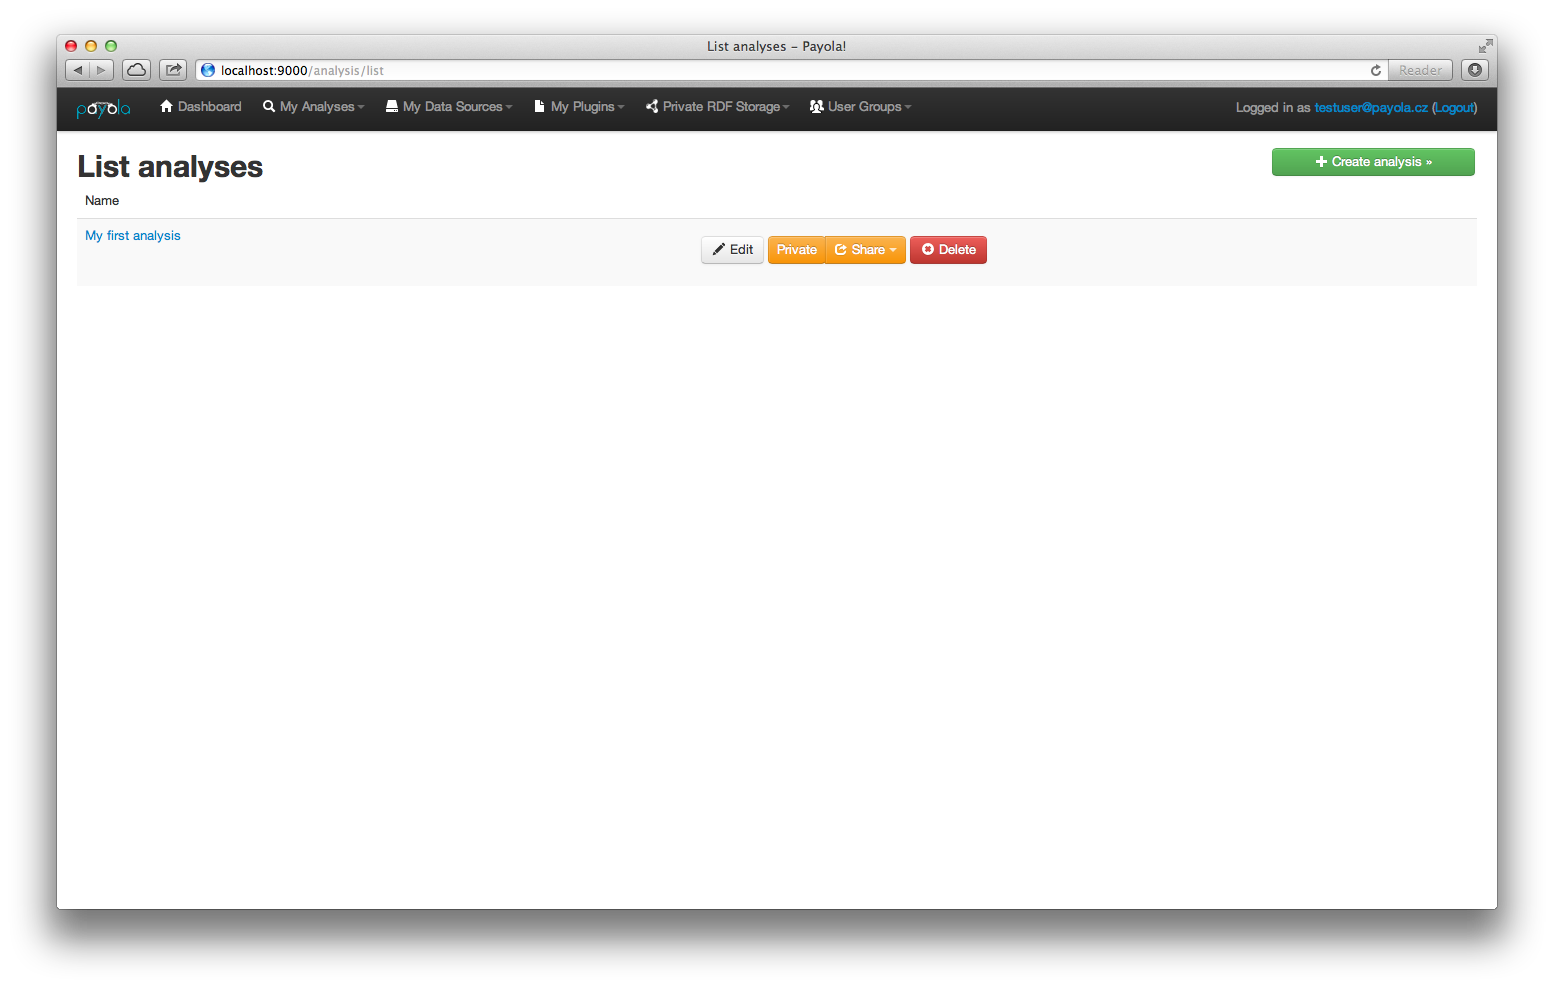 List analyses – Payola!
localhost:9000/analysis/list
Reader
payola
Dashboard
My Analyses
My Data Sources
My Plugins
Private RDF Storage
User Groups
Logged in as testuser@payola.cz (Logout)
List analyses
Create analysis »
Name
My first analysis
Edit
Private
Share
Delete